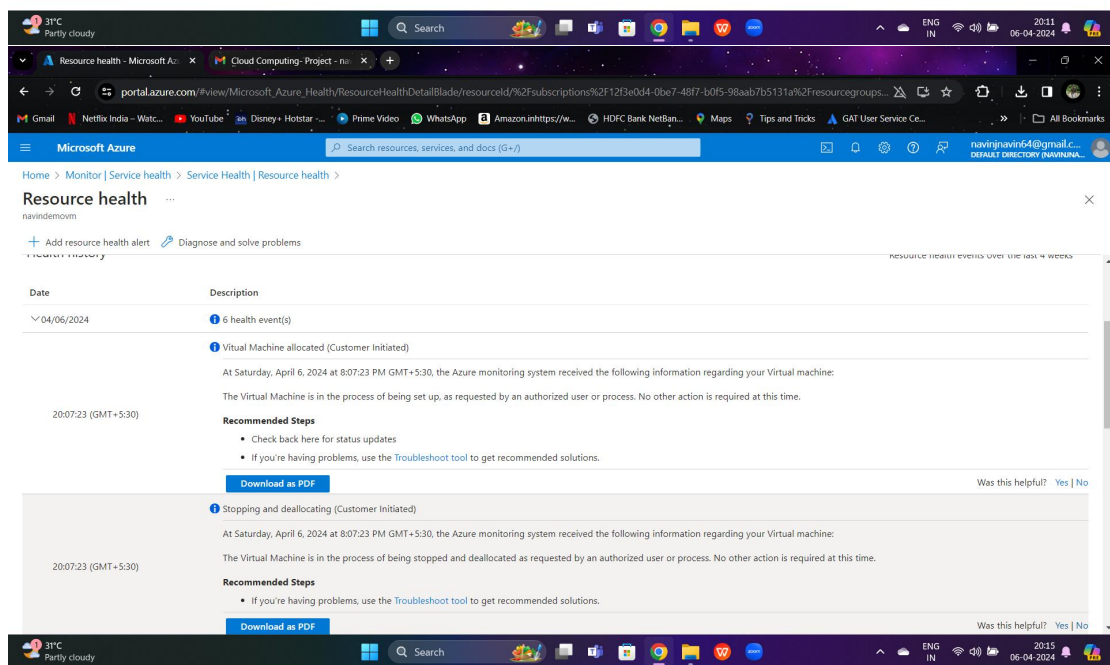 31°C
Partly cloudy
Search
ENG
IN
20:11
06-04-2024
Resource health - Microsoft Az
Cloud Computing- Project - na
portal.azure.com/#view/Microsoft_Azure_Health/ResourceHealthDetailBlade/resourceId/%2Fsubscriptions%2F12f3e0d4-0be7-48f7-b0f5-98aab7b5131a%2Fresourcegroups...
Gmail
Netflix India – Watc...
YouTube
Disney+ Hotstar -...
Prime Video
WhatsApp
Amazon.inhttps://w...
HDFC Bank NetBan...
Maps
Tips and Tricks
GAT User Service Ce...
»
All Bookmarks
Microsoft Azure
Search resources, services, and docs (G+/)
navinjnavin64@gmail.c...
DEFAULT DIRECTORY (NAVINJNA...
Home > Monitor | Service health > Service Health | Resource health >
Resource health ...
navindemovm
Add resource health alert
Diagnose and solve problems
Health history
Resource health events over the last 4 weeks
Date Description
04/06/2024 6 health event(s)
Vitual Machine allocated (Customer Initiated)
At Saturday, April 6, 2024 at 8:07:23 PM GMT+5:30, the Azure monitoring system received the following information regarding your Virtual machine:
The Virtual Machine is in the process of being set up, as requested by an authorized user or process. No other action is required at this time.
20:07:23 (GMT+5:30)
Recommended Steps
• Check back here for status updates
• If you're having problems, use the Troubleshoot tool to get recommended solutions.
Download as PDF
Was this helpful? Yes | No
Stopping and deallocating (Customer Initiated)
At Saturday, April 6, 2024 at 8:07:23 PM GMT+5:30, the Azure monitoring system received the following information regarding your Virtual machine:
The Virtual Machine is in the process of being stopped and deallocated as requested by an authorized user or process. No other action is required at this time.
20:07:23 (GMT+5:30)
Recommended Steps
• If you're having problems, use the Troubleshoot tool to get recommended solutions.
Download as PDF
Was this helpful? Yes | No
31°C
Partly cloudy
Search
ENG
IN
20:15
06-04-2024